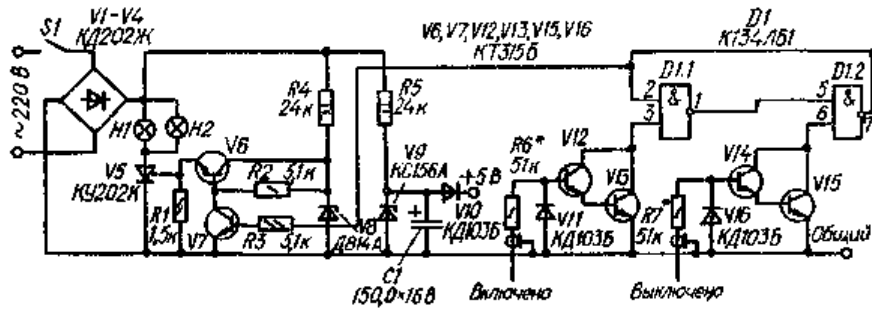 S1
V1-V4
КД202Ж
~220 В
H1
H2
V5
КУ202К
R1
1,5к
V6
V7
R2 5,1к
R3 5,1к
R4
24к
R5
24к
V8
Д814А
V9
КС156А
+5 В
V10
КД103Б
C1
150,0×16В
V6, V7, V12, V13, V15, V16
КТ315Б
R6*
51к
V12
V13
V11
КД103Б
Включено
D1
К134ЛБ1
D1.1
&
2
3
1
D1.2
&
5
6
7
V14
V15
R7*
51к
V16
КД103Б
Выключено
Общий